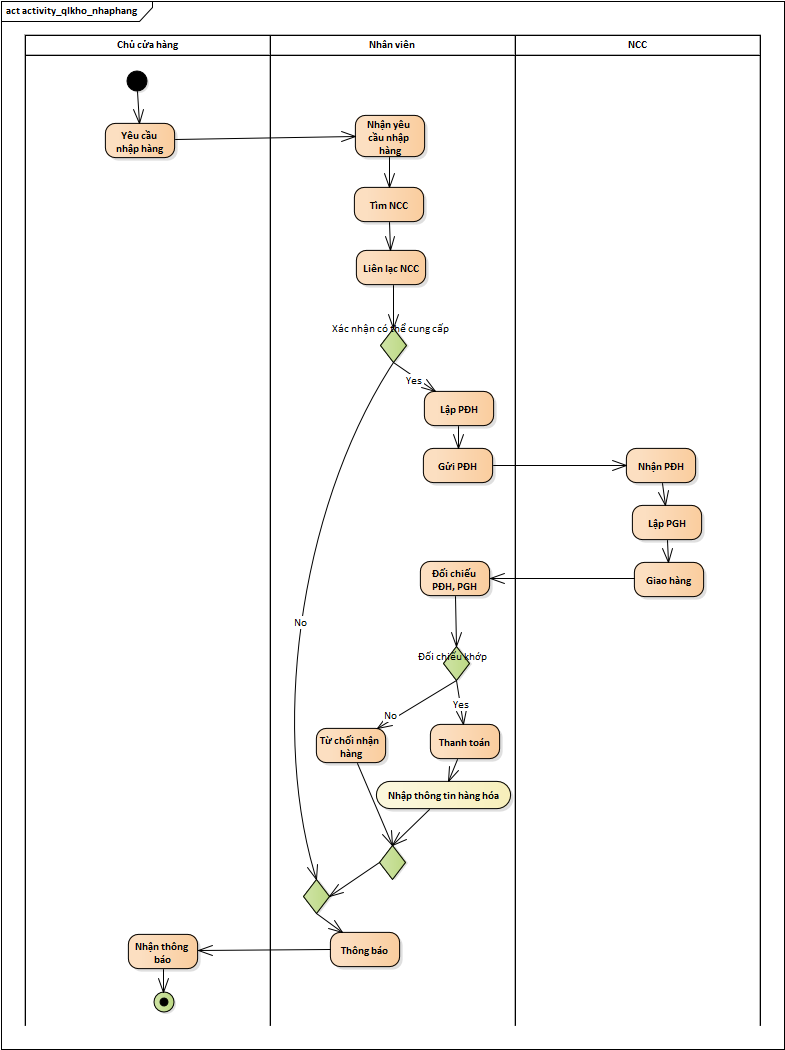 act activity_qlkho_nhaphang
Chủ cửa hàng
Nhân viên
NCC
Yêu cầu
nhập hàng
Nhận yêu
cầu nhập
hàng
Tìm NCC
Liên lạc NCC
Xác nhận có thể cung cấp
Yes
Lập PĐH
Gửi PĐH
Nhận PĐH
Lập PGH
Giao hàng
Đối chiếu
PĐH, PGH
No
Đối chiếu khớp
No
Yes
Từ chối nhận
hàng
Thanh toán
Nhập thông tin hàng hóa
Nhận thông
báo
Thông báo